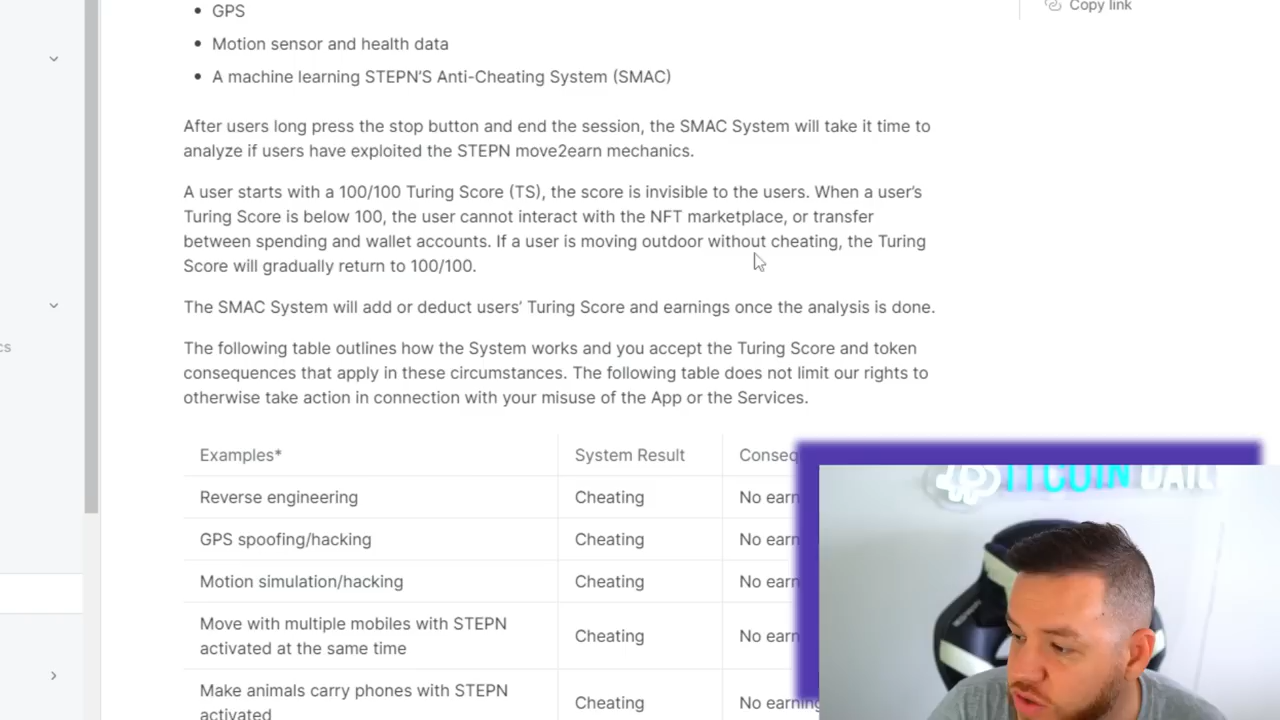 Copy link
GPS
Motion sensor and health data
A machine learning STEPN'S Anti-Cheating System (SMAC)
After users long press the stop button and end the session, the SMAC System will take it time to
analyze if users have exploited the STEPN move2earn mechanics.
A user starts with a 100/100 Turing Score (TS), the score is invisible to the users. When a user's
Turing Score is below 100, the user cannot interact with the NFT marketplace, or transfer
between spending and wallet accounts. If a user is moving outdoor without cheating, the Turing
Score will gradually return to 100/100.
The SMAC System will add or deduct users' Turing Score and earnings once the analysis is done.
The following table outlines how the System works and you accept the Turing Score and token
consequences that apply in these circumstances. The following table does not limit our rights to
otherwise take action in connection with your misuse of the App or the Services.
Examples* System Result Conseq
Reverse engineering Cheating No earn
GPS spoofing/hacking Cheating No earn
Motion simulation/hacking Cheating No earn
Move with multiple mobiles with STEPN
activated at the same time Cheating No earn
Make animals carry phones with STEPN
activated Cheating No earning
cs
ITCOIN DAIL